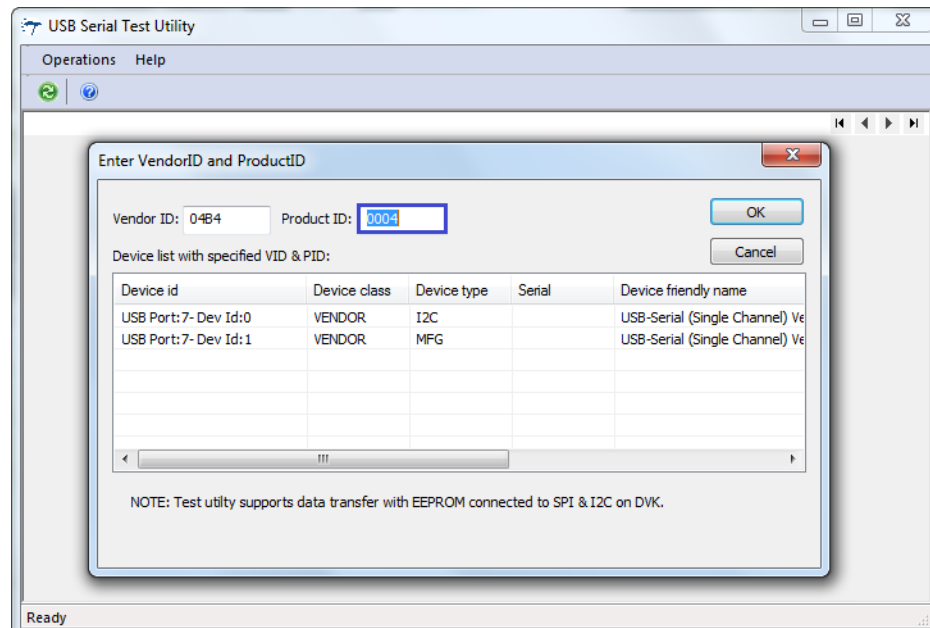 USB Serial Test Utility
Operations Help
Enter VendorID and ProductID
Vendor ID: 04B4 Product ID: 0004 OK
Device list with specified VID & PID: Cancel
Device id Device class Device type Serial Device friendly name
USB Port:7- Dev Id:0 VENDOR I2C USB-Serial (Single Channel) Ve
USB Port:7- Dev Id:1 VENDOR MFG USB-Serial (Single Channel) Ve
NOTE: Test utilty supports data transfer with EEPROM connected to SPI & I2C on DVK.
Ready